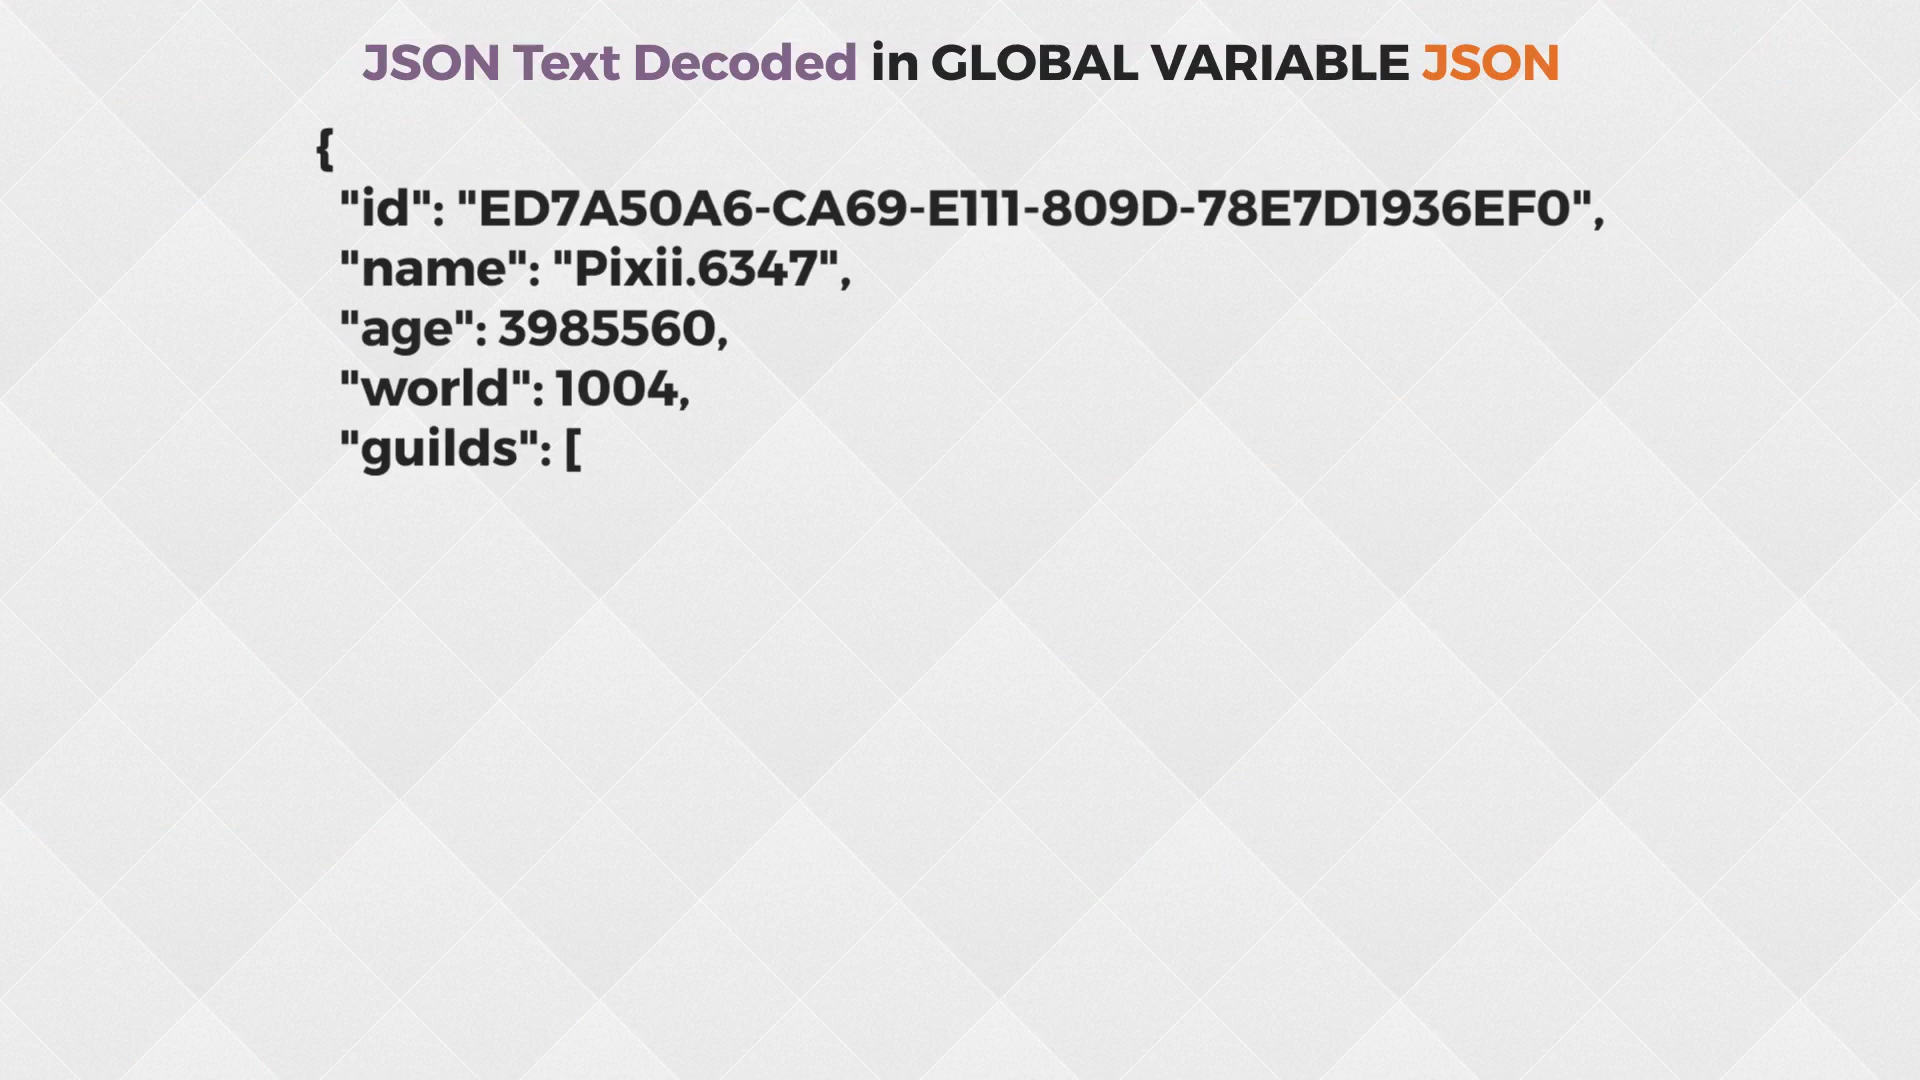 JSON Text Decoded in GLOBAL VARIABLE JSON
{
"id": "ED7A50A6-CA69-E111-809D-78E7D1936EF0",
"name": "Pixii.6347",
"age": 3985560,
"world": 1004,
"guilds": [